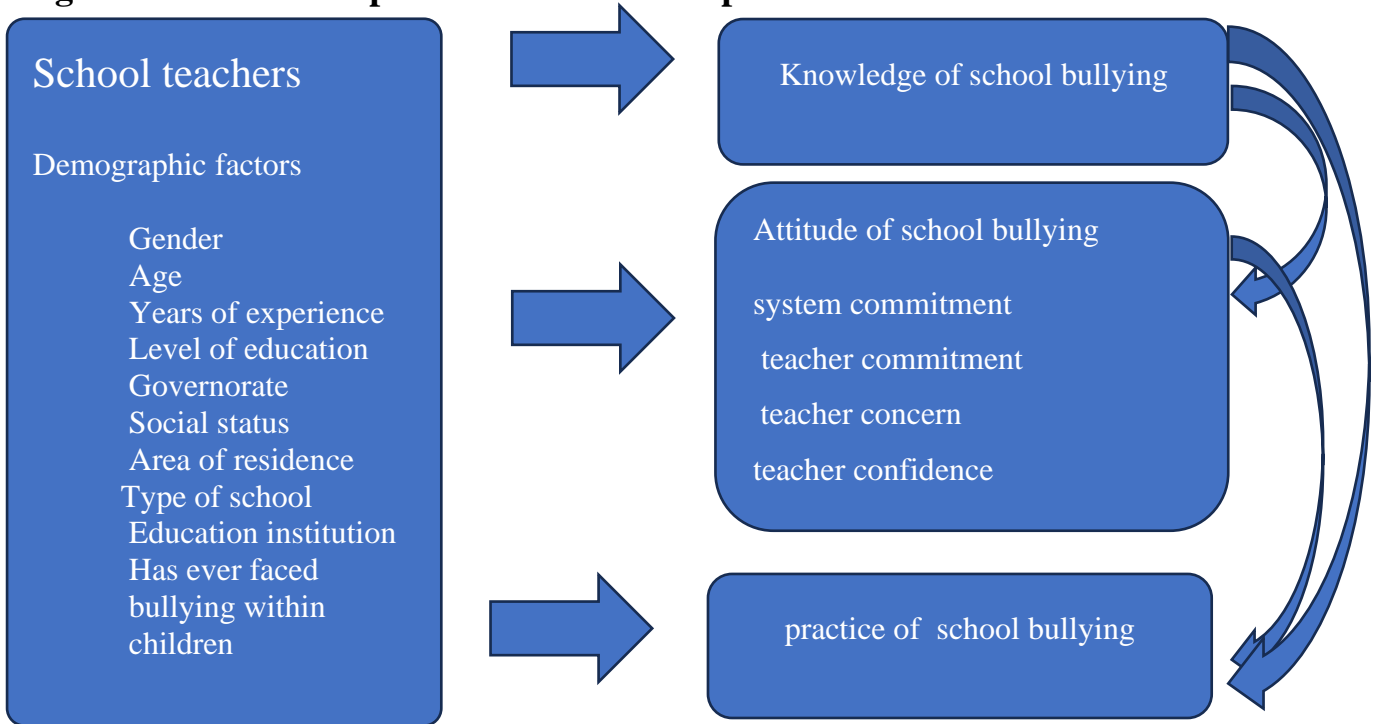 School teachers
Demographic factors
Gender
Age
Years of experience
Level of education
Governorate
Social status
Area of residence
Type of school
Education institution
Has ever faced
bullying within
children
Knowledge of school bullying
Attitude of school bullying
system commitment
teacher commitment
teacher concern
teacher confidence
practice of school bullying